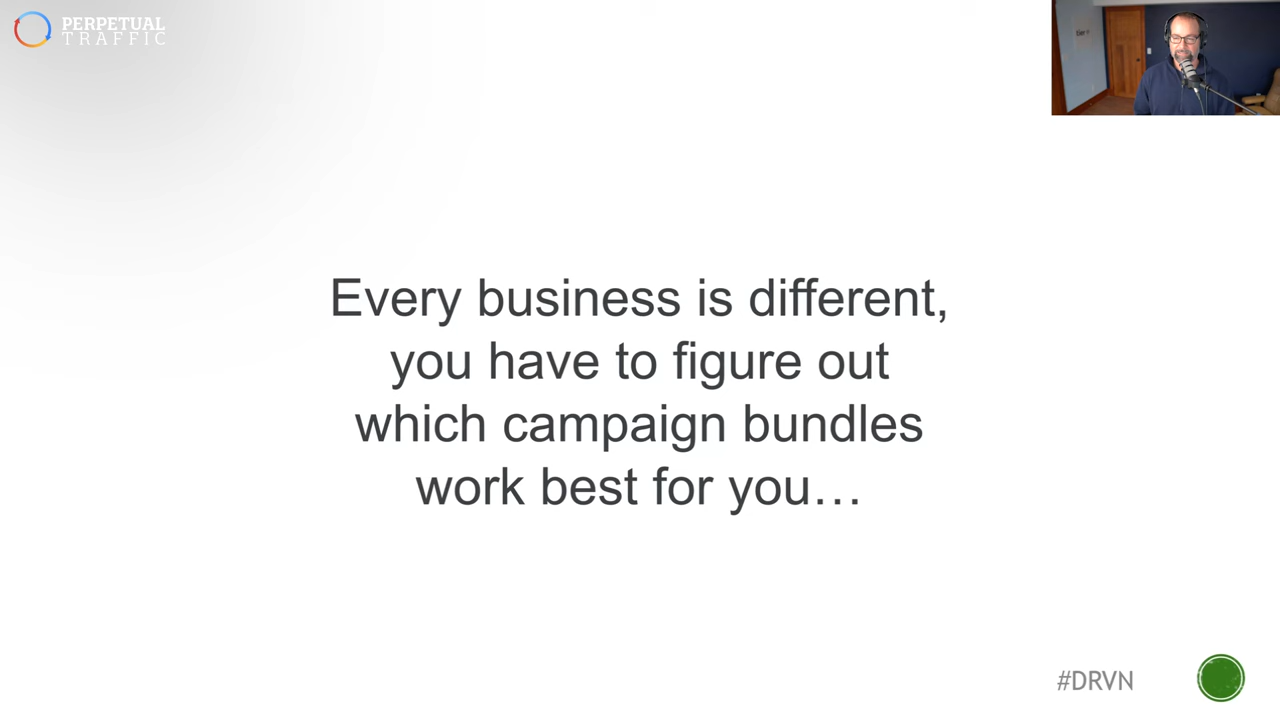 PERPETUAL
TRAFFIC
Every business is different,
you have to figure out
which campaign bundles
work best for you…
#DRVN